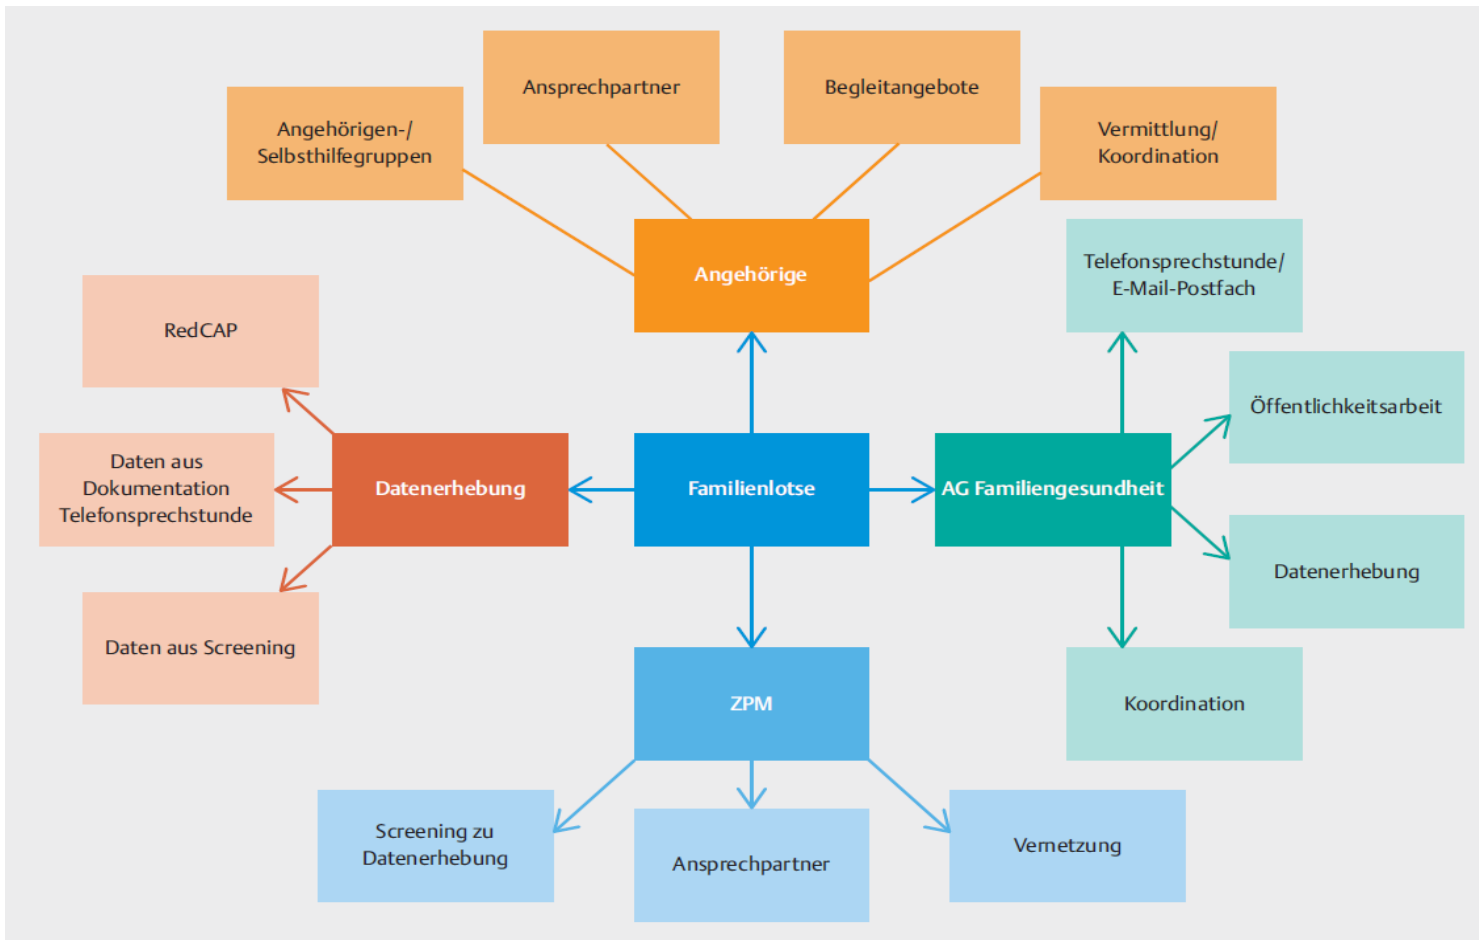 Ansprechpartner
Begleitangebote
Angehörigen-/
Selbsthilfegruppen
Vermittlung/
Koordination
Angehörige
Telefonsprechstunde/
E-Mail-Postfach
RedCAP
Öffentlichkeitsarbeit
Daten aus
Dokumentation
Telefonsprechstunde
Datenerhebung
Familienlotse
AG Familiengesundheit
Datenerhebung
Daten aus Screening
ZPM
Koordination
Screening zu
Datenerhebung
Ansprechpartner
Vernetzung